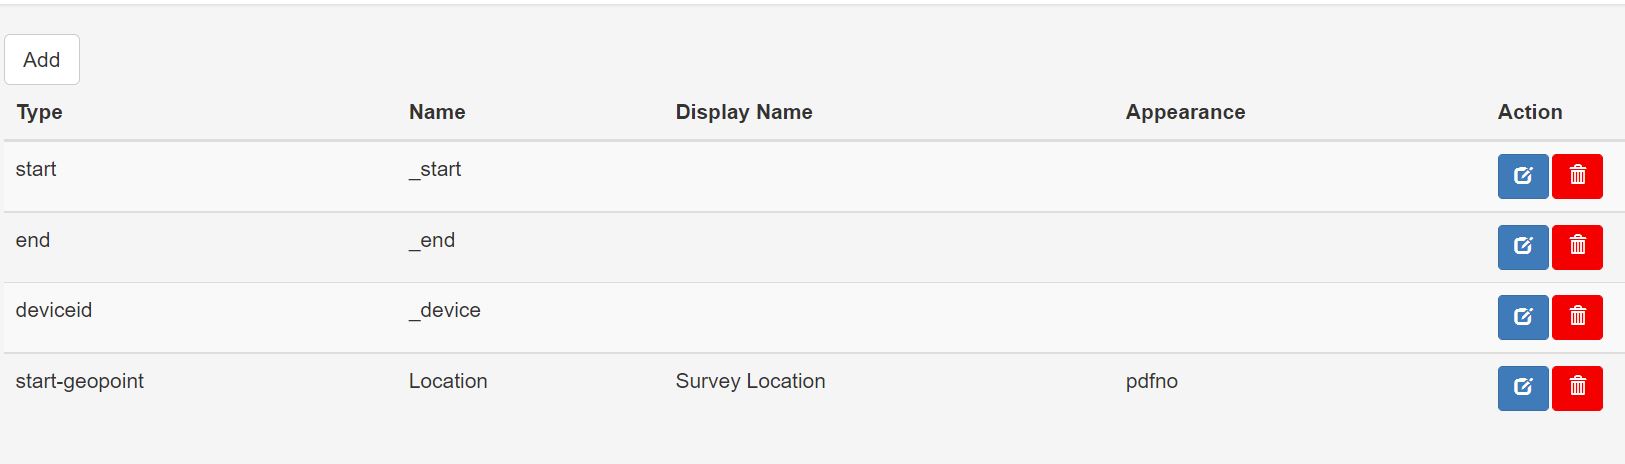 Add
Type Name Display Name Appearance Action
start _start
end _end
deviceid _device
start-geopoint Location Survey Location pdfno